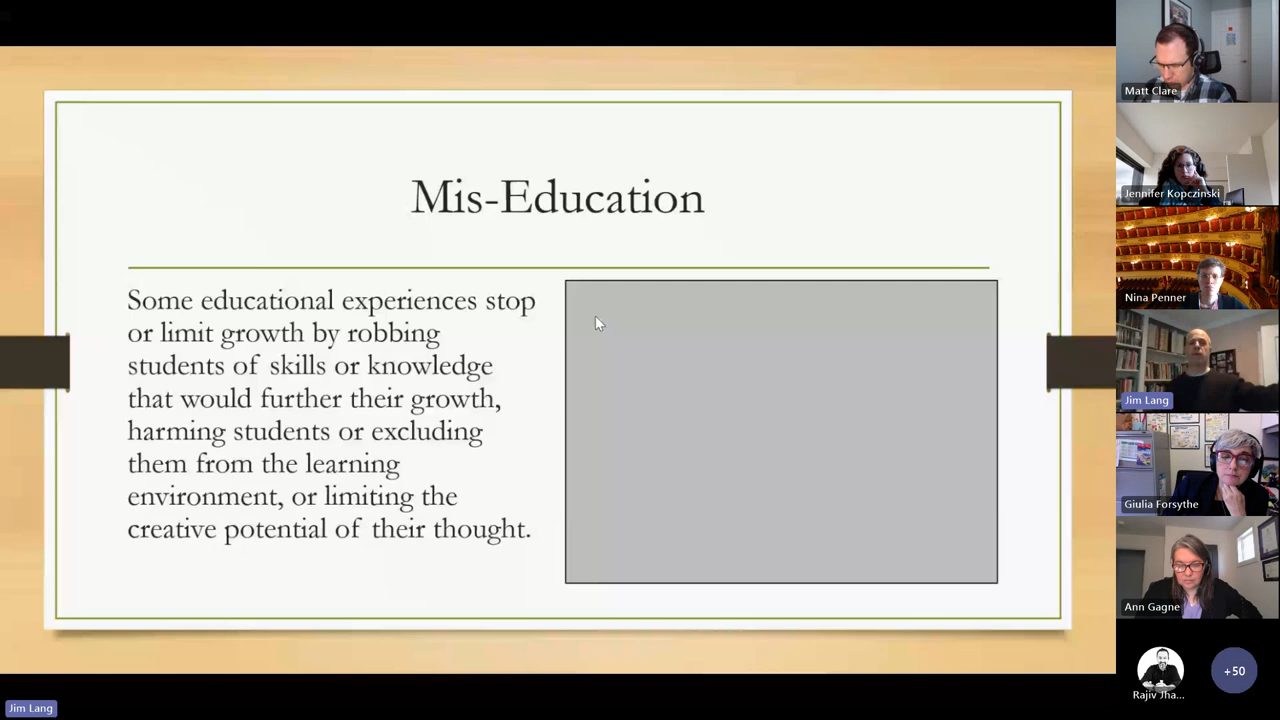 Mis-Education
Some educational experiences stop
or limit growth by robbing
students of skills or knowledge
that would further their growth,
harming students or excluding
them from the learning
environment, or limiting the
creative potential of their thought.
Matt Clare
Jennifer Kopczinski
Nina Penner
Jim Lang
Giulia Forsythe
Ann Gagne
Rajiv Jha...
+50
Jim Lang